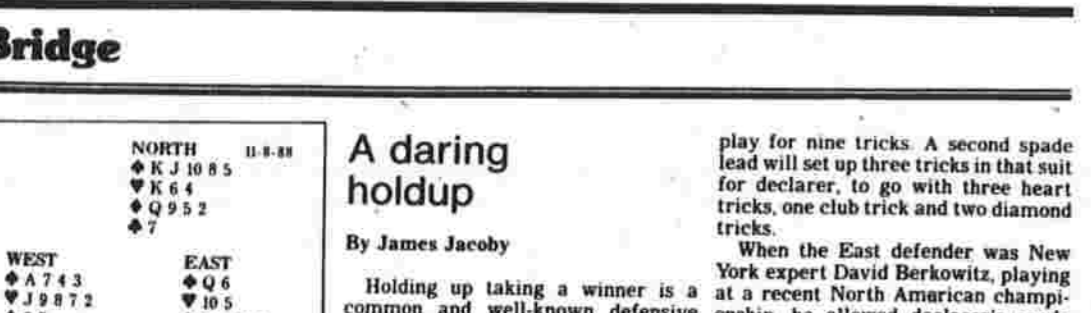 Bridge
NORTH 11-8-88
♠ K J 10 8 5
♥ K 6 4
♦ Q 9 5 2
♣ 7
WEST
♠ A 7 4 3
♥ J 9 8 7 2
EAST
♠ Q 6
♥ 10 5
A daring
holdup
By James Jacoby
Holding up taking a winner is a
common and well-known defensive
play for nine tricks. A second spade
lead will set up three tricks in that suit
for declarer, to go with three heart
tricks, one club trick and two diamond
tricks.
When the East defender was New
York expert David Berkowitz, playing
at a recent North American champi-